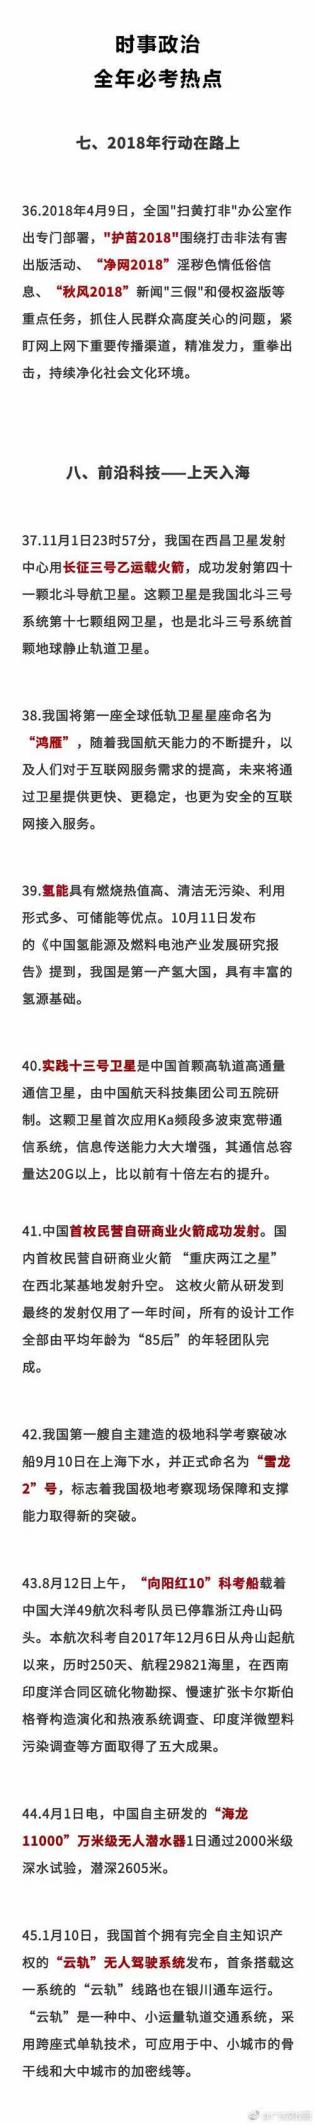 时事政治
全年必考热点
七、2018年行动在路上
36.2018年4月9日，全国"扫黄打非"办公室作
出专门部署，"护苗2018"围绕打击非法有害
出版活动、“净网2018”淫秽色情低俗信
息、“秋风2018”新闻"三假"和侵权盗版等
重点任务，抓住人民群众高度关心的问题，紧
盯网上网下重要传播渠道，精准发力，重拳出
击，持续净化社会文化环境。
八、前沿科技——上天入海
37.11月1日23时57分，我国在西昌卫星发射
中心用长征三号乙运载火箭，成功发射第四十
一颗北斗导航卫星。这颗卫星是我国北斗三号
系统第十七颗组网卫星，也是北斗三号系统首
颗地球静止轨道卫星。
38.我国将第一座全球低轨卫星星座命名为
“鸿雁”，随着我国航天能力的不断提升，以
及人们对于互联网服务需求的提高，未来将通
过卫星提供更快、更稳定，也更为安全的互联
网接入服务。
39.氢能具有燃烧热值高、清洁无污染、利用
形式多、可储能等优点。10月11日发布
的《中国氢能源及燃料电池产业发展研究报
告》提到，我国是第一产氢大国，具有丰富的
氢源基础。
40.实践十三号卫星是中国首颗高轨道高通量
通信卫星，由中国航天科技集团公司五院研
制。这颗卫星首次应用Ka频段多波束宽带通
信系统，信息传送能力大大增强，其通信总容
量达20G以上，比以前有十倍左右的提升。
41.中国首枚民营自研商业火箭成功发射。国
内首枚民营自研商业火箭 “重庆两江之星”
在西北某基地发射升空。 这枚火箭从研发到
最终的发射仅用了一年时间，所有的设计工作
全部由平均年龄为“85后”的年轻团队完
成。
42.我国第一艘自主建造的极地科学考察破冰
船9月10日在上海下水，并正式命名为“雪龙
2”号，标志着我国极地考察现场保障和支撑
能力取得新的突破。
43.8月12日上午，“向阳红10”科考船载着
中国大洋49航次科考队员已停靠浙江舟山码
头。本航次科考自2017年12月6日从舟山起航
以来，历时250天、航程29821海里，在西南
印度洋合同区硫化物勘探、慢速扩张卡尔斯伯
格脊构造演化和热液系统调查、印度洋微塑料
污染调查等方面取得了五大成果。
44.4月1日电，中国自主研发的“海龙
11000”万米级无人潜水器1日通过2000米级
深水试验，潜深2605米。
45.1月10日，我国首个拥有完全自主知识产
权的“云轨”无人驾驶系统发布，首条搭载这
一系统的“云轨”线路也在银川通车运行。
“云轨”是一种中、小运量轨道交通系统，采
用跨座式单轨技术，可应用于中、小城市的骨
干线和大中城市的加密线等。